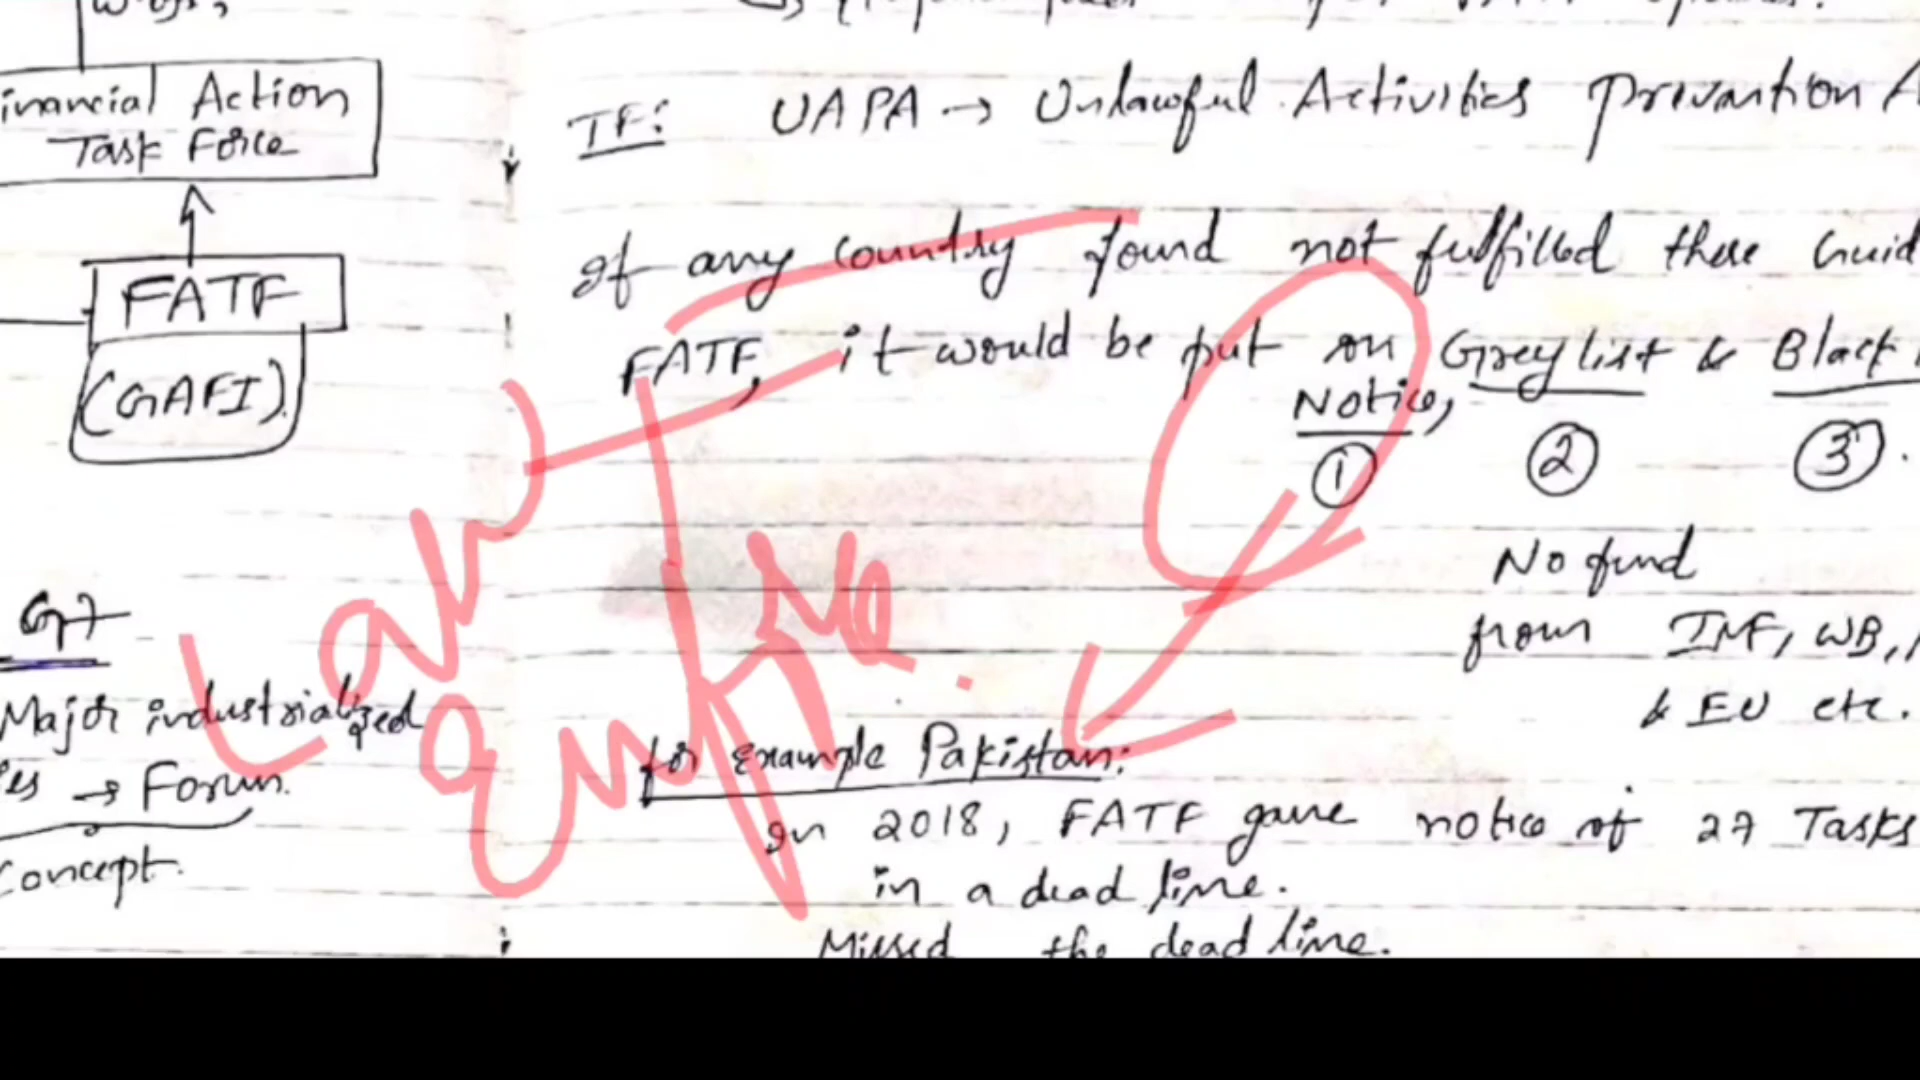 Financial Action
Task Force
FATF
(GAFI)
G7
Major industrialized
→ Forum.
Concept.
TF: UAPA → Unlawful Activities Prevantion A
If any country found not fulfilled these Guid
FATF, it would be put on Grey list & Black
Notice,
① ② ③.
No fund
from IMF, WB,
& EU etc.
for example Pakistan:
In 2018, FATF gave notice of 27 Tasks
in a dead line.
Missed the dead line.
Law